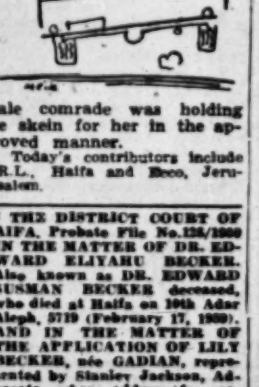 ale comrade was holding
e skein for her in the ap-
oved manner.
Today's contributors include
R.L., Haifa and Beco, Jeru-
salem.
THE DISTRICT COURT OF
AIFA, Probate File
IN THE MATTER OF DR. ED-
WARD ELIYAHU BECKER.
Also known as DR. EDWARD
SUSMAN BECKER deceased,
who died at Haifa on 10th Adar
Aleph, 5719 (February 17, 1959).
AND IN THE MATTER OF
THE APPLICATION OF LILY
BECKER, née GADIAN, repre-
ented by Stanley Jackson, Ad-